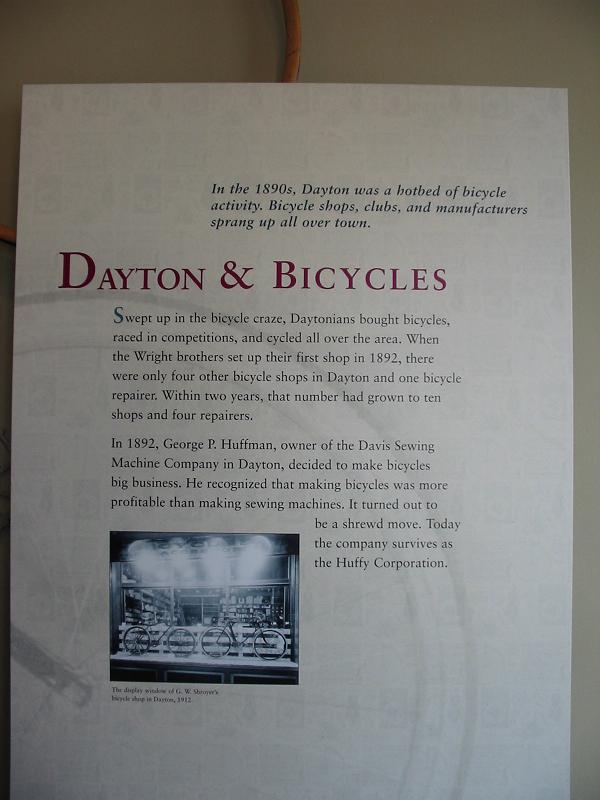 In the 1890s, Dayton was a hotbed of bicycle
activity. Bicycle shops, clubs, and manufacturers
sprang up all over town.
DAYTON & BICYCLES
Swept up in the bicycle craze, Daytonians bought bicycles,
raced in competitions, and cycled all over the area. When
the Wright brothers set up their first shop in 1892, there
were only four other bicycle shops in Dayton and one bicycle
repairer. Within two years, that number had grown to ten
shops and four repairers.
In 1892, George P. Huffman, owner of the Davis Sewing
Machine Company in Dayton, decided to make bicycles
big business. He recognized that making bicycles was more
profitable than making sewing machines. It turned out to
be a shrewd move. Today
the company survives as
the Huffy Corporation.
The display window of G. W. Shroyer's
bicycle shop in Dayton, 1912.